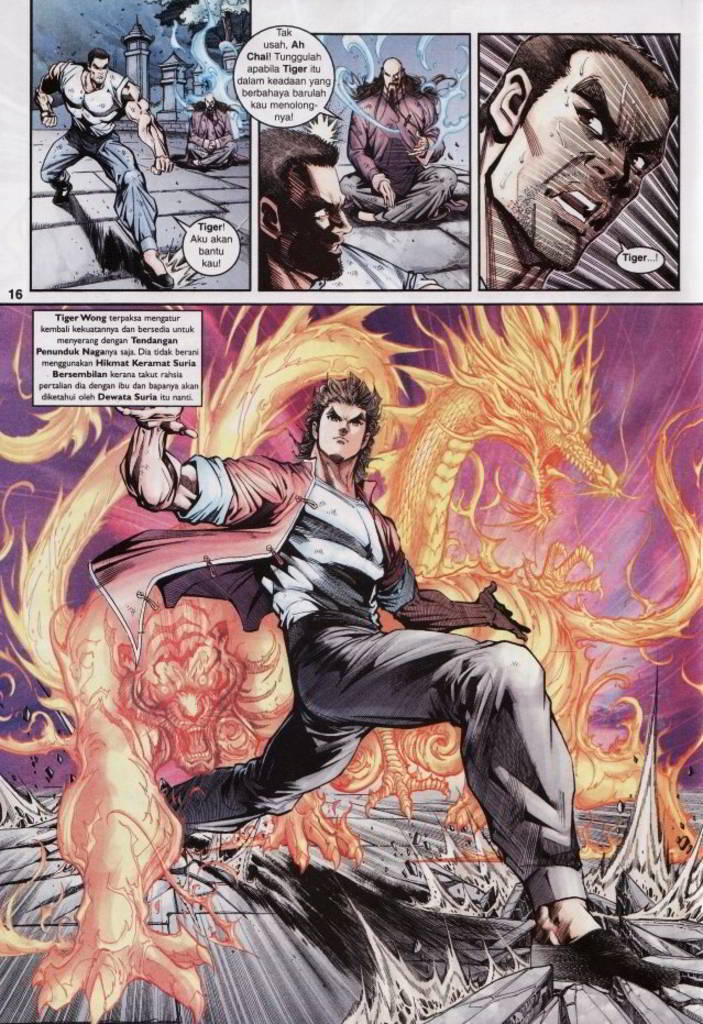 Tiger!
Aku akan
bantu
kau!
Tak
usah, Ah
Chai! Tunggulah
apabila Tiger itu
dalam keadaan yang
berbahaya barulah
kau menolong-
nya!
Tiger...!
16
Tiger Wong terpaksa mengatur
kembali kekuatannya dan bersedia untuk
menyerang dengan Tendangan
Penunduk Naganya saja. Dia tidak berani
menggunakan Hikmat Keramat Suria
Bersembilan kerana takut rahsia
pertalian dia dengan ibu dan bapanya akan
diketahui oleh Dewata Suria itu nanti.